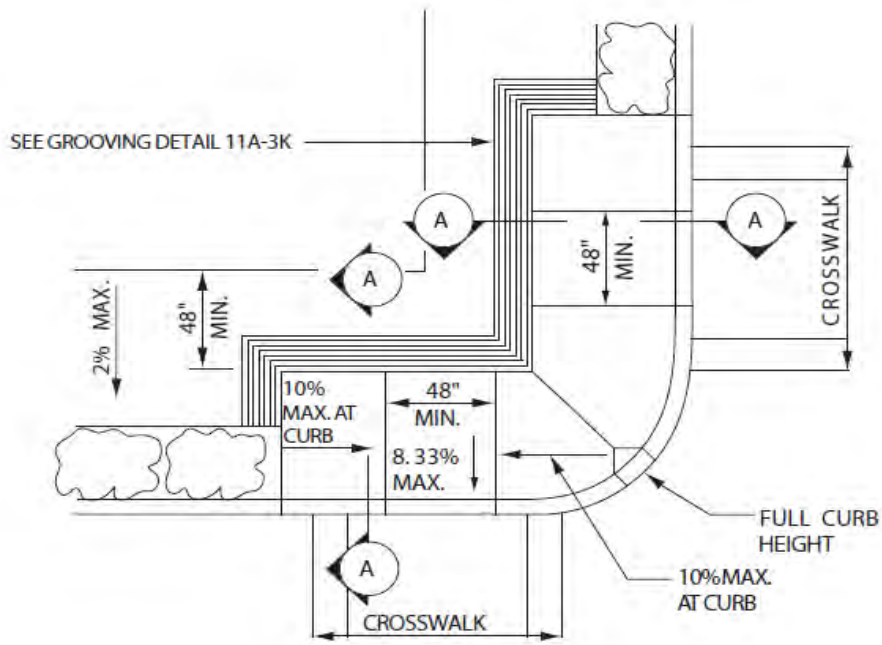 SEE GROOVING DETAIL 11A-3K
A
A
A
48"
MIN.
CROSSWALK
2% MAX.
48"
MIN.
10%
MAX. AT
CURB
48"
MIN.
8.33%
MAX.
FULL CURB
HEIGHT
10% MAX.
AT CURB
A
CROSSWALK